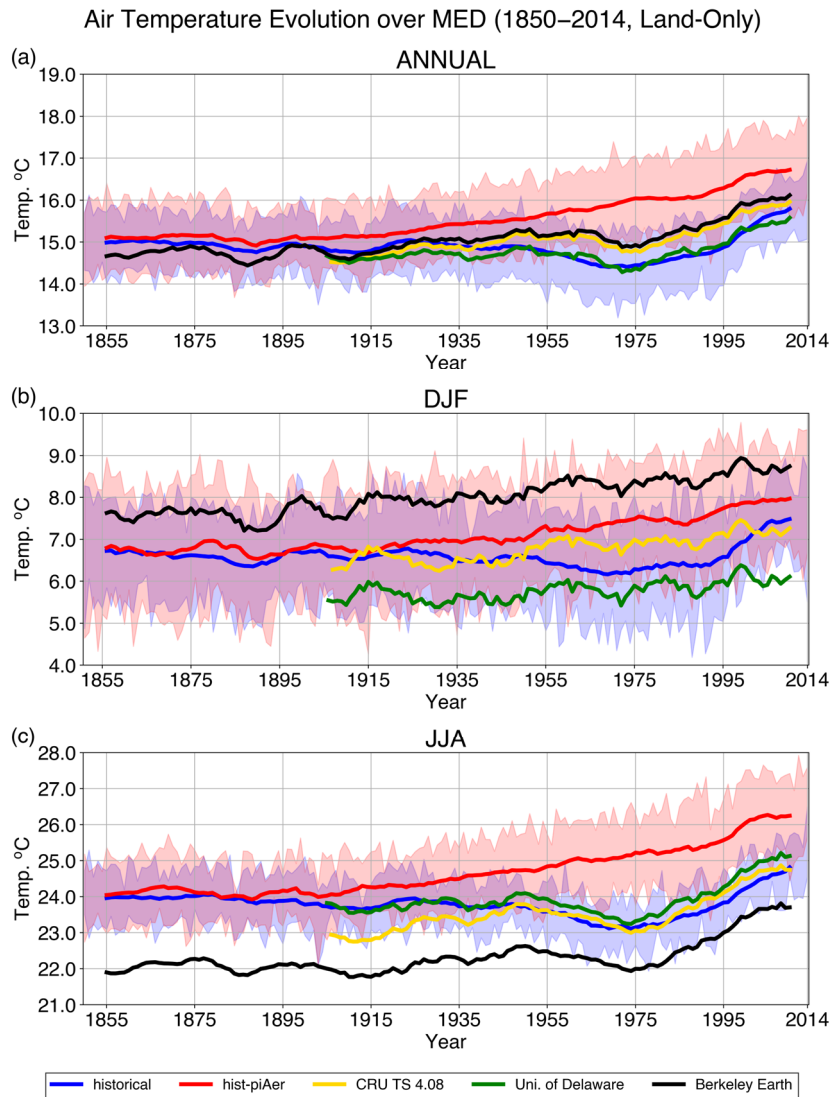 Air Temperature Evolution over MED (1850–2014, Land-Only)
(a)
ANNUAL
19.0
18.0
17.0
16.0
15.0
14.0
13.0
Temp. ºC
1855 1875 1895 1915 1935 1955 1975 1995 2014
Year
(b)
DJF
10.0
9.0
8.0
7.0
6.0
5.0
4.0
Temp. ºC
1855 1875 1895 1915 1935 1955 1975 1995 2014
Year
(c)
JJA
28.0
27.0
26.0
25.0
24.0
23.0
22.0
21.0
Temp. ºC
1855 1875 1895 1915 1935 1955 1975 1995 2014
Year
historical hist-piAer CRU TS 4.08 Uni. of Delaware Berkeley Earth